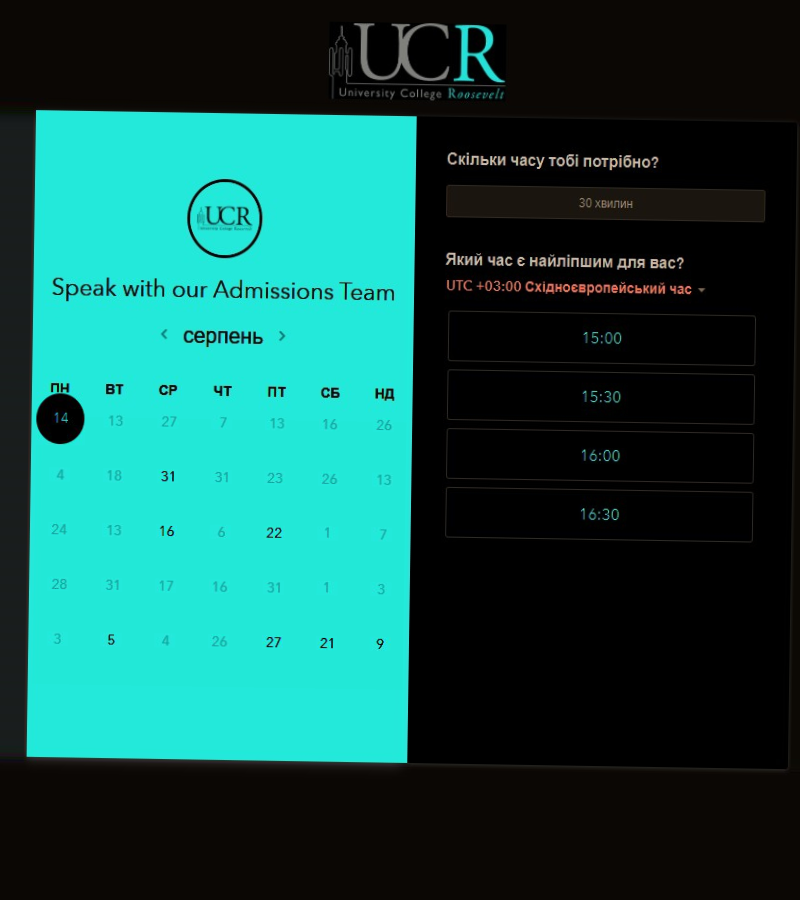 UCR
University College Roosevelt
UCR
University College Roosevelt
Speak with our Admissions Team
серпень
ПН ВТ СР ЧТ ПТ СБ НД
14 13 27 7 13 16 26
4 18 31 31 23 26 13
24 13 16 6 22 1 7
28 31 17 16 31 1 3
3 5 4 26 27 21 9
Скільки часу тобі потрібно?
30 хвилин
Який час є найліпшим для вас?
UTC +03:00 Східноєвропейський час
15:00
15:30
16:00
16:30